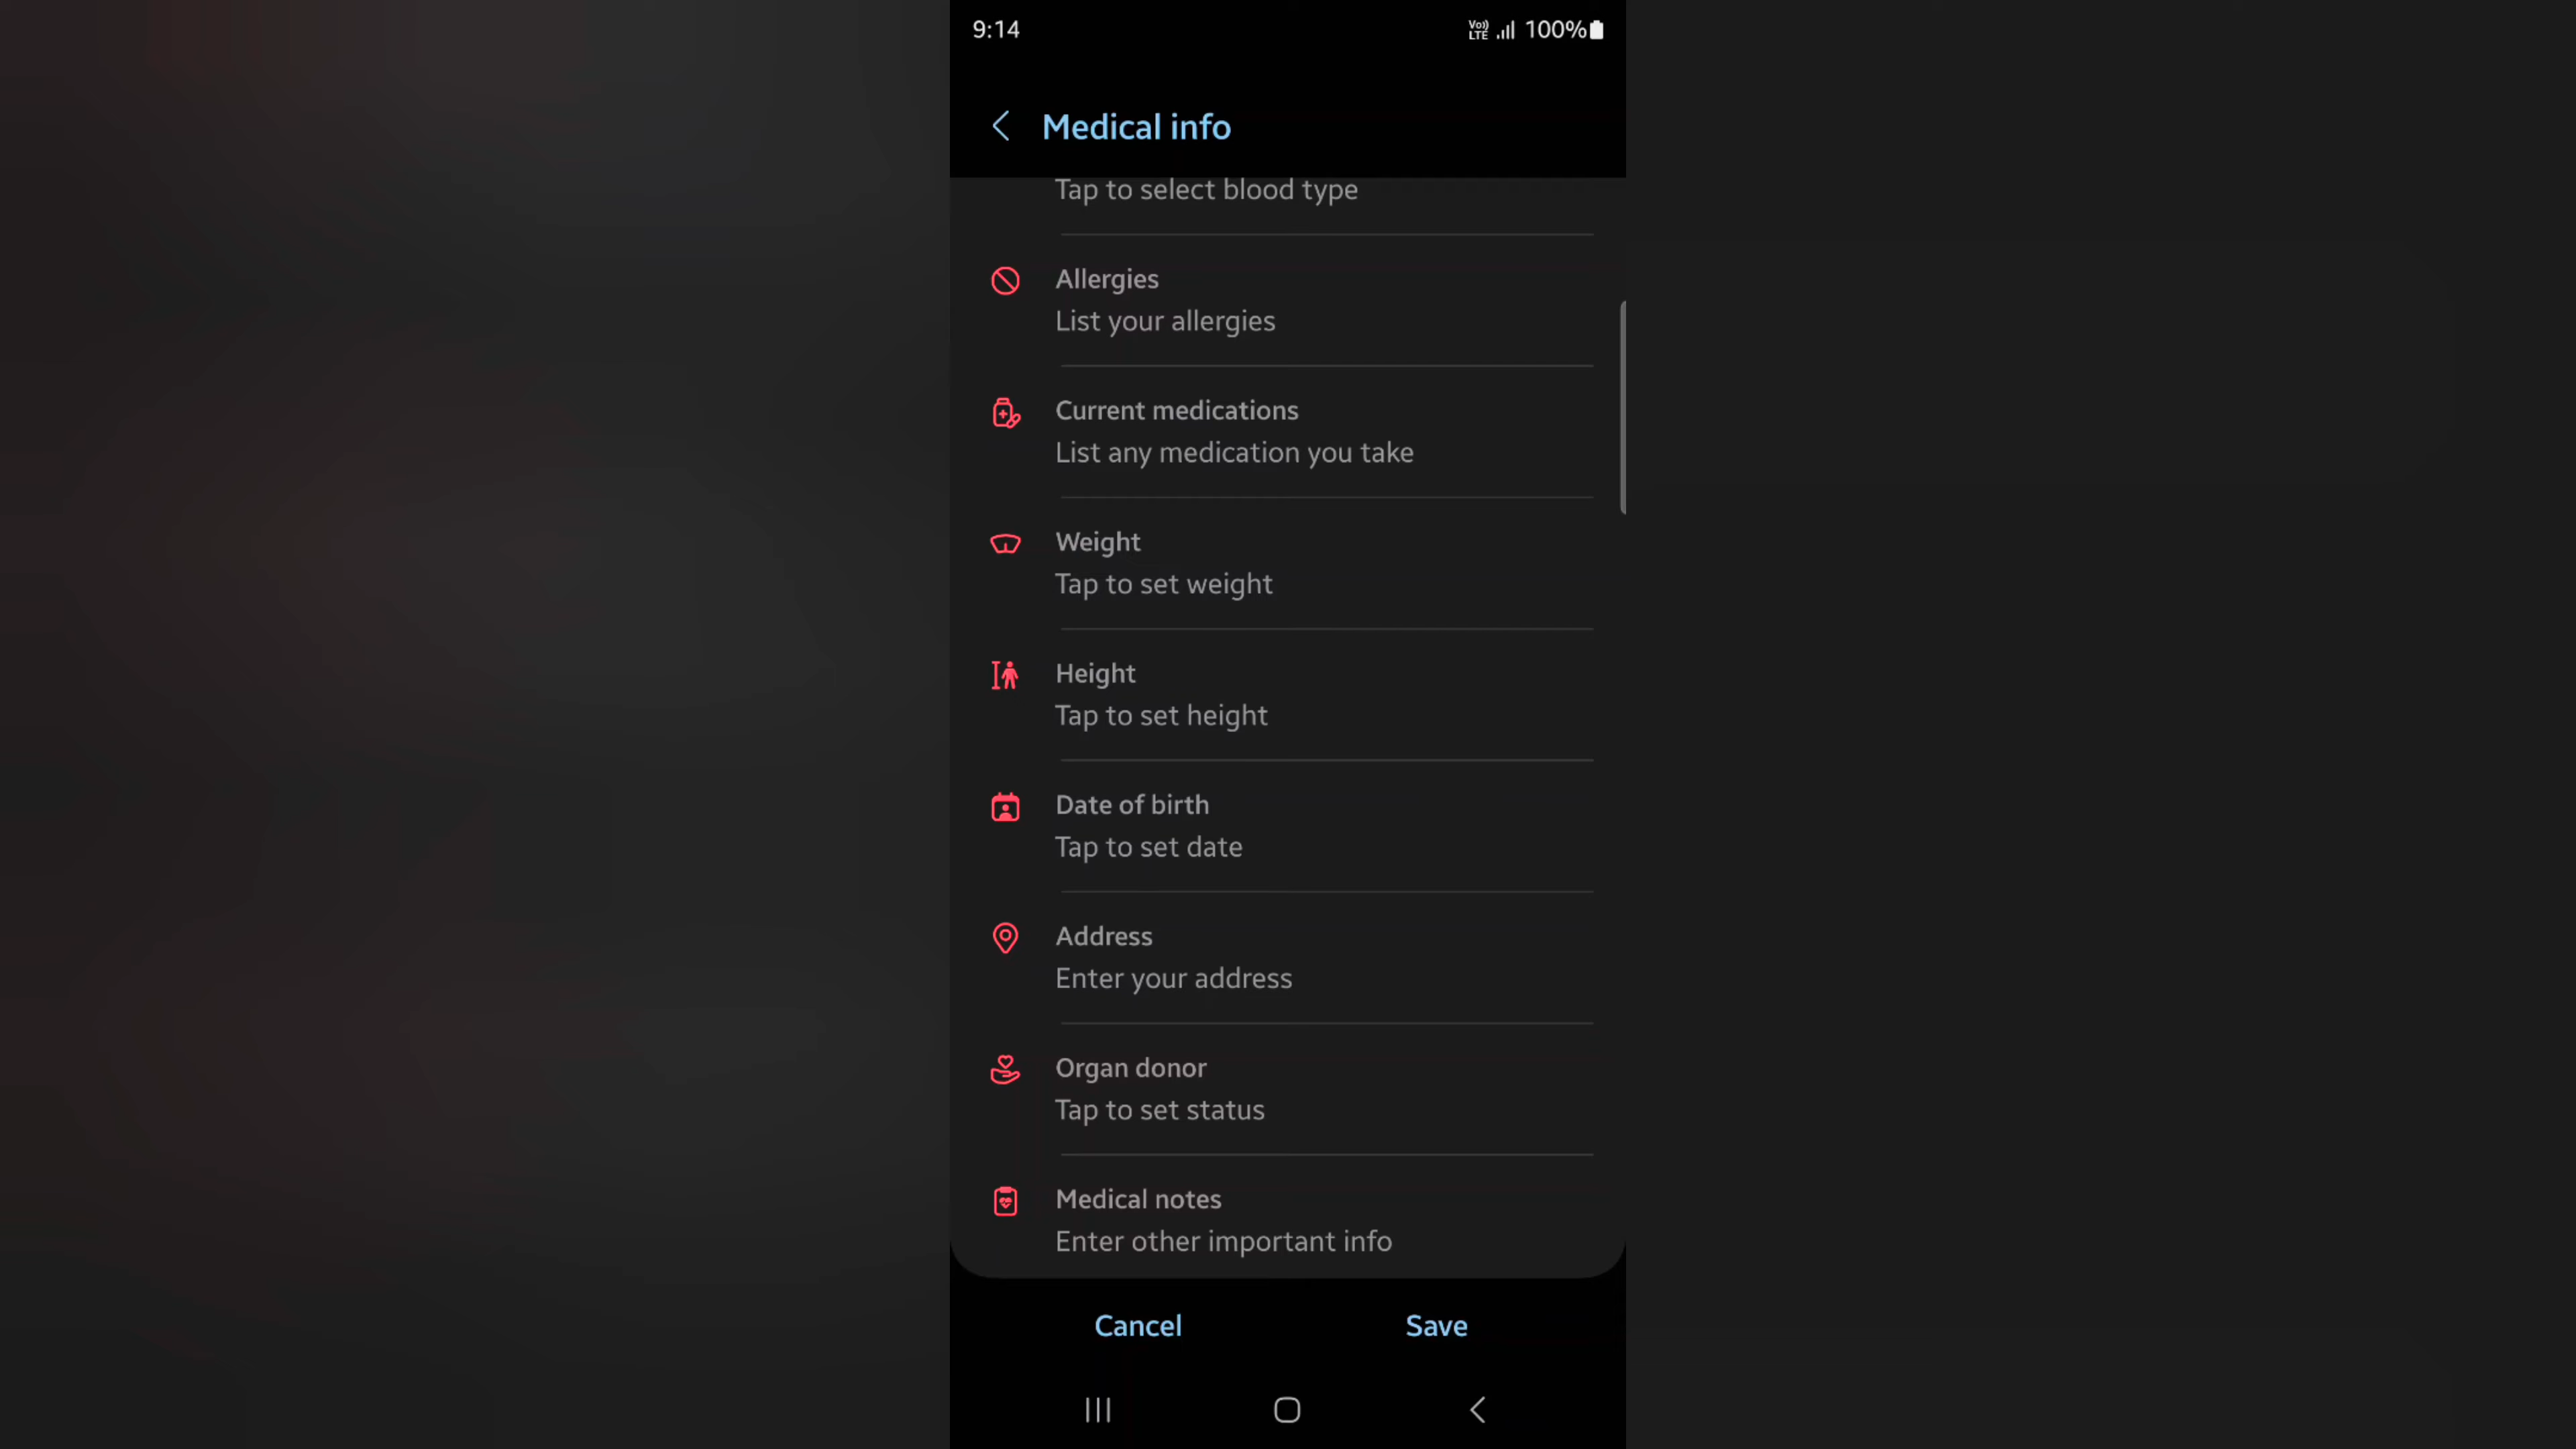 9:14
Vo)) LTE 100%
Medical info
Tap to select blood type
Allergies
List your allergies
Current medications
List any medication you take
Weight
Tap to set weight
Height
Tap to set height
Date of birth
Tap to set date
Address
Enter your address
Organ donor
Tap to set status
Medical notes
Enter other important info
Cancel Save